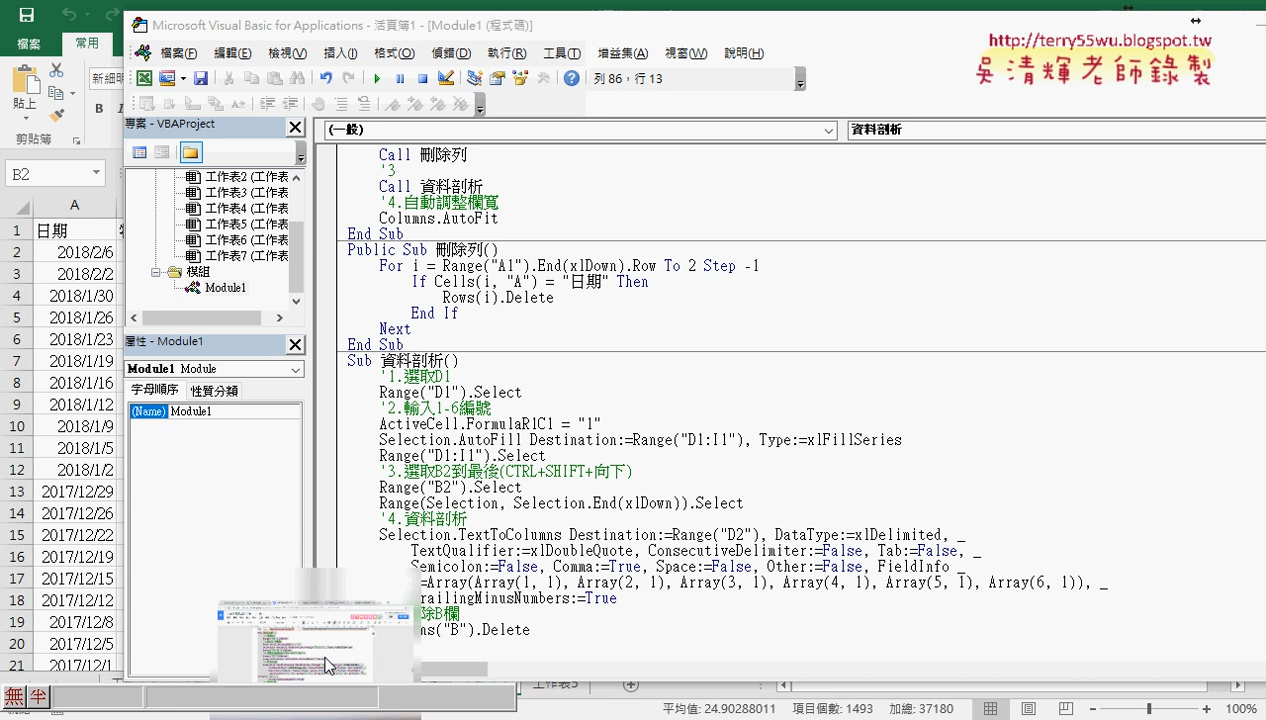 Microsoft Visual Basic for Applications - 活頁簿1 - [Module1 (程式碼)]
http://terry55wu.blogspot.tw
吳清輝老師錄製
檔案
常用
檔案(F) 編輯(E) 檢視(V) 插入(I) 格式(O) 偵錯(D) 執行(R) 工具(T) 增益集(A) 視窗(W) 說明(H)
貼上
新細明
列 86，行 13
B
剪貼簿
專案 - VBAProject
(一般)
資料剖析
B2
工作表2 (工作表
工作表3 (工作表
工作表4 (工作表
工作表5 (工作表
工作表6 (工作表
工作表7 (工作表
模組
Module1
屬性 - Module1
Module1 Module
字母順序 性質分類
(Name) Module1
Call 刪除列
'3
Call 資料剖析
'4.自動調整欄寬
Columns.AutoFit
End Sub
Public Sub 刪除列()
For i = Range("A1").End(xlDown).Row To 2 Step -1
If Cells(i, "A") = "日期" Then
Rows(i).Delete
End If
Next
End Sub
Sub 資料剖析()
'1.選取D1
Range("D1").Select
'2.輸入1-6編號
ActiveCell.FormulaR1C1 = "1"
Selection.AutoFill Destination:=Range("D1:I1"), Type:=xlFillSeries
Range("D1:I1").Select
'3.選取B2到最後(CTRL+SHIFT+向下)
Range("B2").Select
Range(Selection, Selection.End(xlDown)).Select
'4.資料剖析
Selection.TextToColumns Destination:=Range("D2"), DataType:=xlDelimited, _
TextQualifier:=xlDoubleQuote, ConsecutiveDelimiter:=False, Tab:=False, _
Semicolon:=False, Comma:=True, Space:=False, Other:=False, FieldInfo _
=Array(Array(1, 1), Array(2, 1), Array(3, 1), Array(4, 1), Array(5, 1), Array(6, 1)), _
railingMinusNumbers:=True
除B欄
ns("B").Delete
A
1 日期
2 2018/2/6
3 2018/2/2
4 2018/1/30
5 2018/1/26
6 2018/1/23
7 2018/1/19
8 2018/1/16
9 2018/1/12
10 2018/1/9
11 2018/1/5
12 2018/1/2
13 2017/12/29
14 2017/12/26
15 2017/12/22
16 2017/12/19
17 2017/12/15
18 2017/12/12
19 2017/12/8
20 2017/12/5
21 2017/12/1
無 半
工作表5
平均值: 24.90288011 項目個數: 1493 加總: 37180
100%